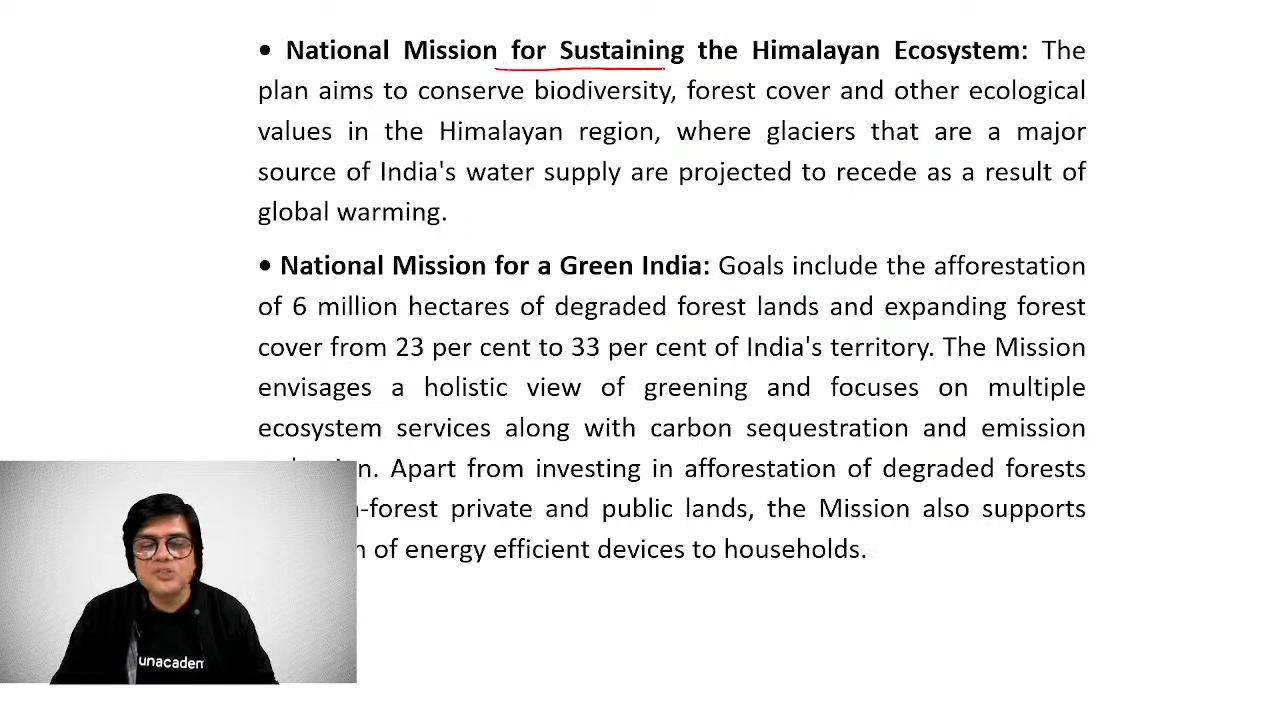 • National Mission for Sustaining the Himalayan Ecosystem: The
plan aims to conserve biodiversity, forest cover and other ecological
values in the Himalayan region, where glaciers that are a major
source of India's water supply are projected to recede as a result of
global warming.
• National Mission for a Green India: Goals include the afforestation
of 6 million hectares of degraded forest lands and expanding forest
cover from 23 per cent to 33 per cent of India's territory. The Mission
envisages a holistic view of greening and focuses on multiple
ecosystem services along with carbon sequestration and emission
Apart from investing in afforestation of degraded forests
-forest private and public lands, the Mission also supports
of energy efficient devices to households.
unacadem